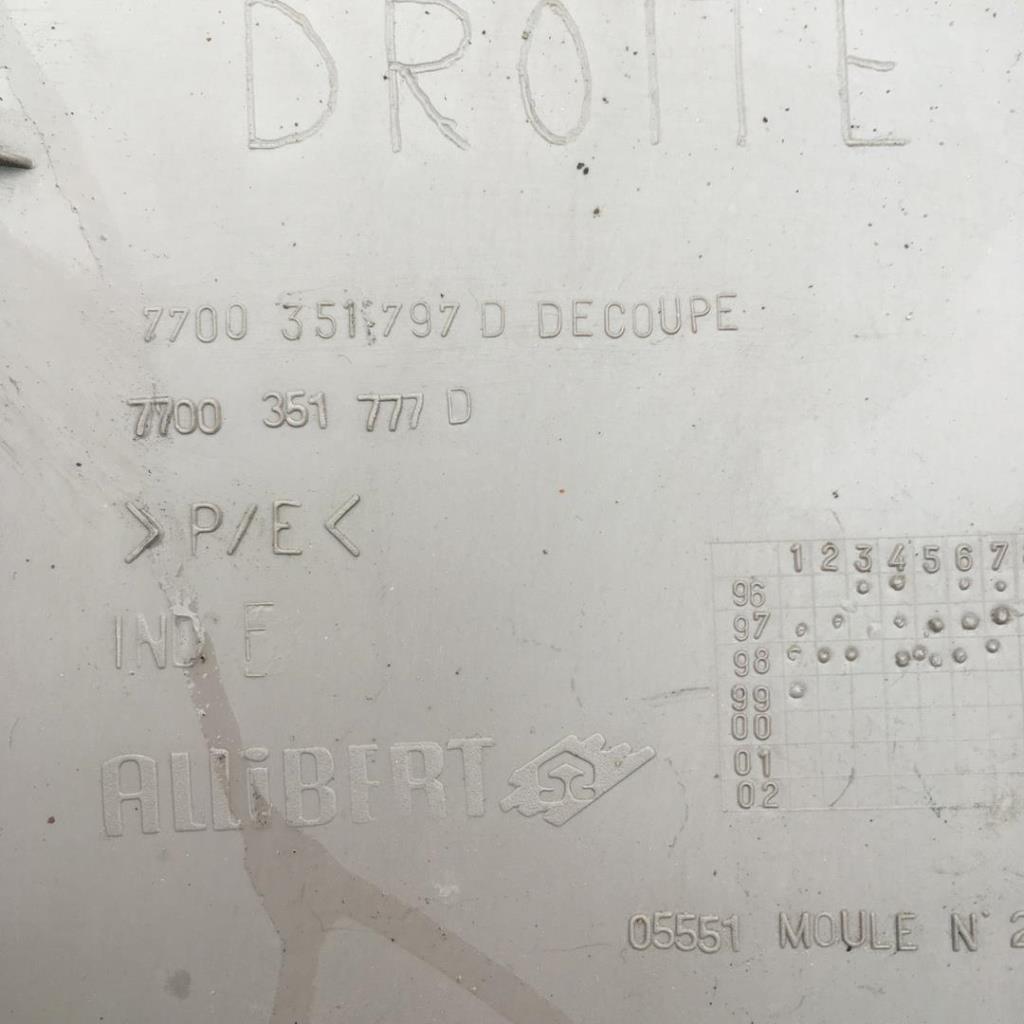 DROITE
7700 351 797 D DECOUPE
7700 351 777 D
>P/E<
IND E
ALLIBERT
1 2 3 4 5 6 7
96
97
98
99
00
01
02
05551 MOULE N° 2